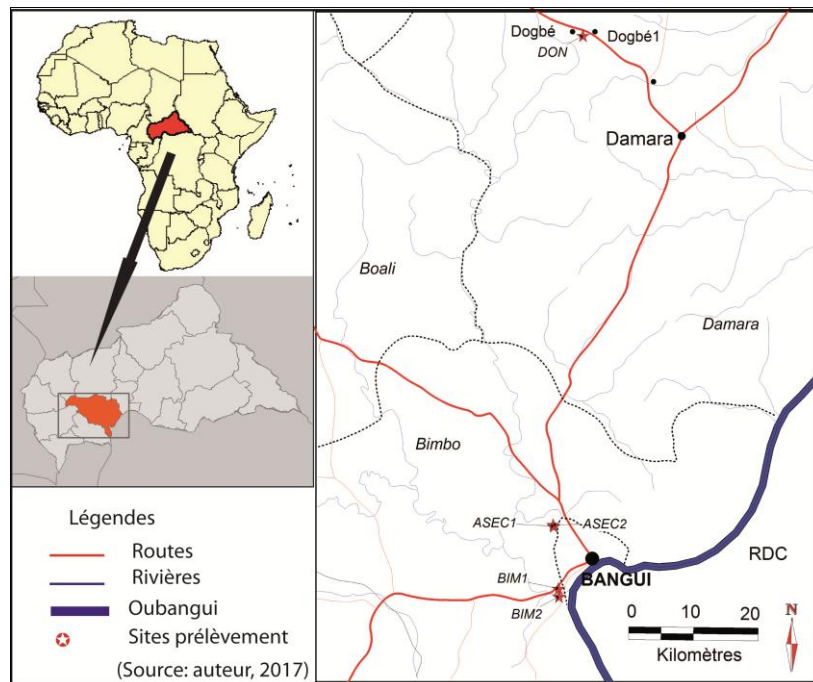 Légendes
Routes
Rivières
Oubangui
Sites prélèvement
(Source: auteur, 2017)
Dogbé
Dogbé1
DON
Damara
Boali
Damara
Bimbo
ASEC1
ASEC2
RDC
BANGUI
BIM1
BIM2
0 10 20
Kilomètres
N